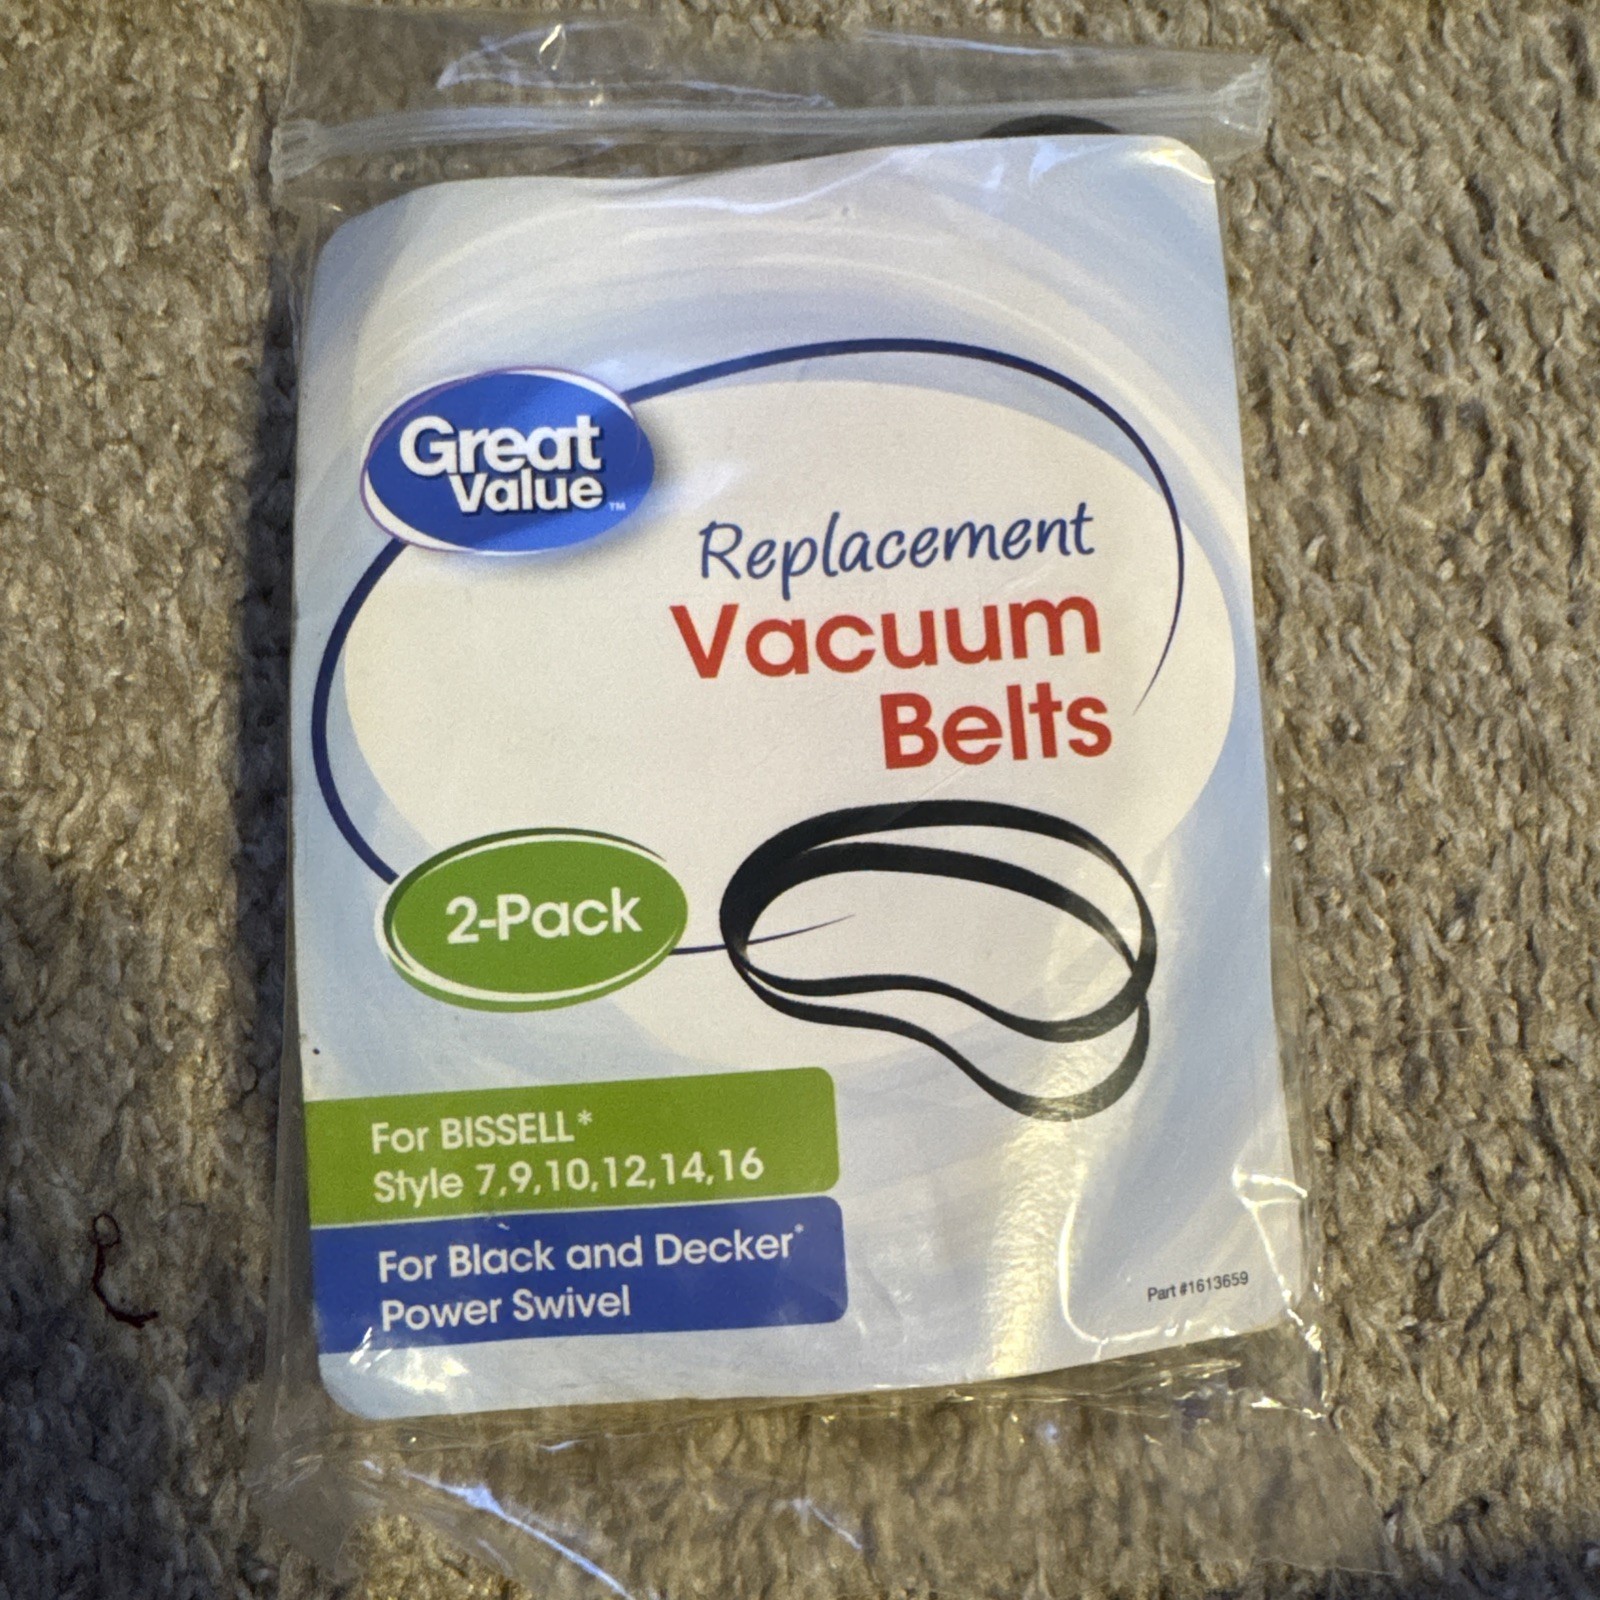 Great
Value™
Replacement
Vacuum
Belts
2-Pack
For BISSELL*
Style 7,9,10,12,14,16
For Black and Decker*
Power Swivel
Part #1613659